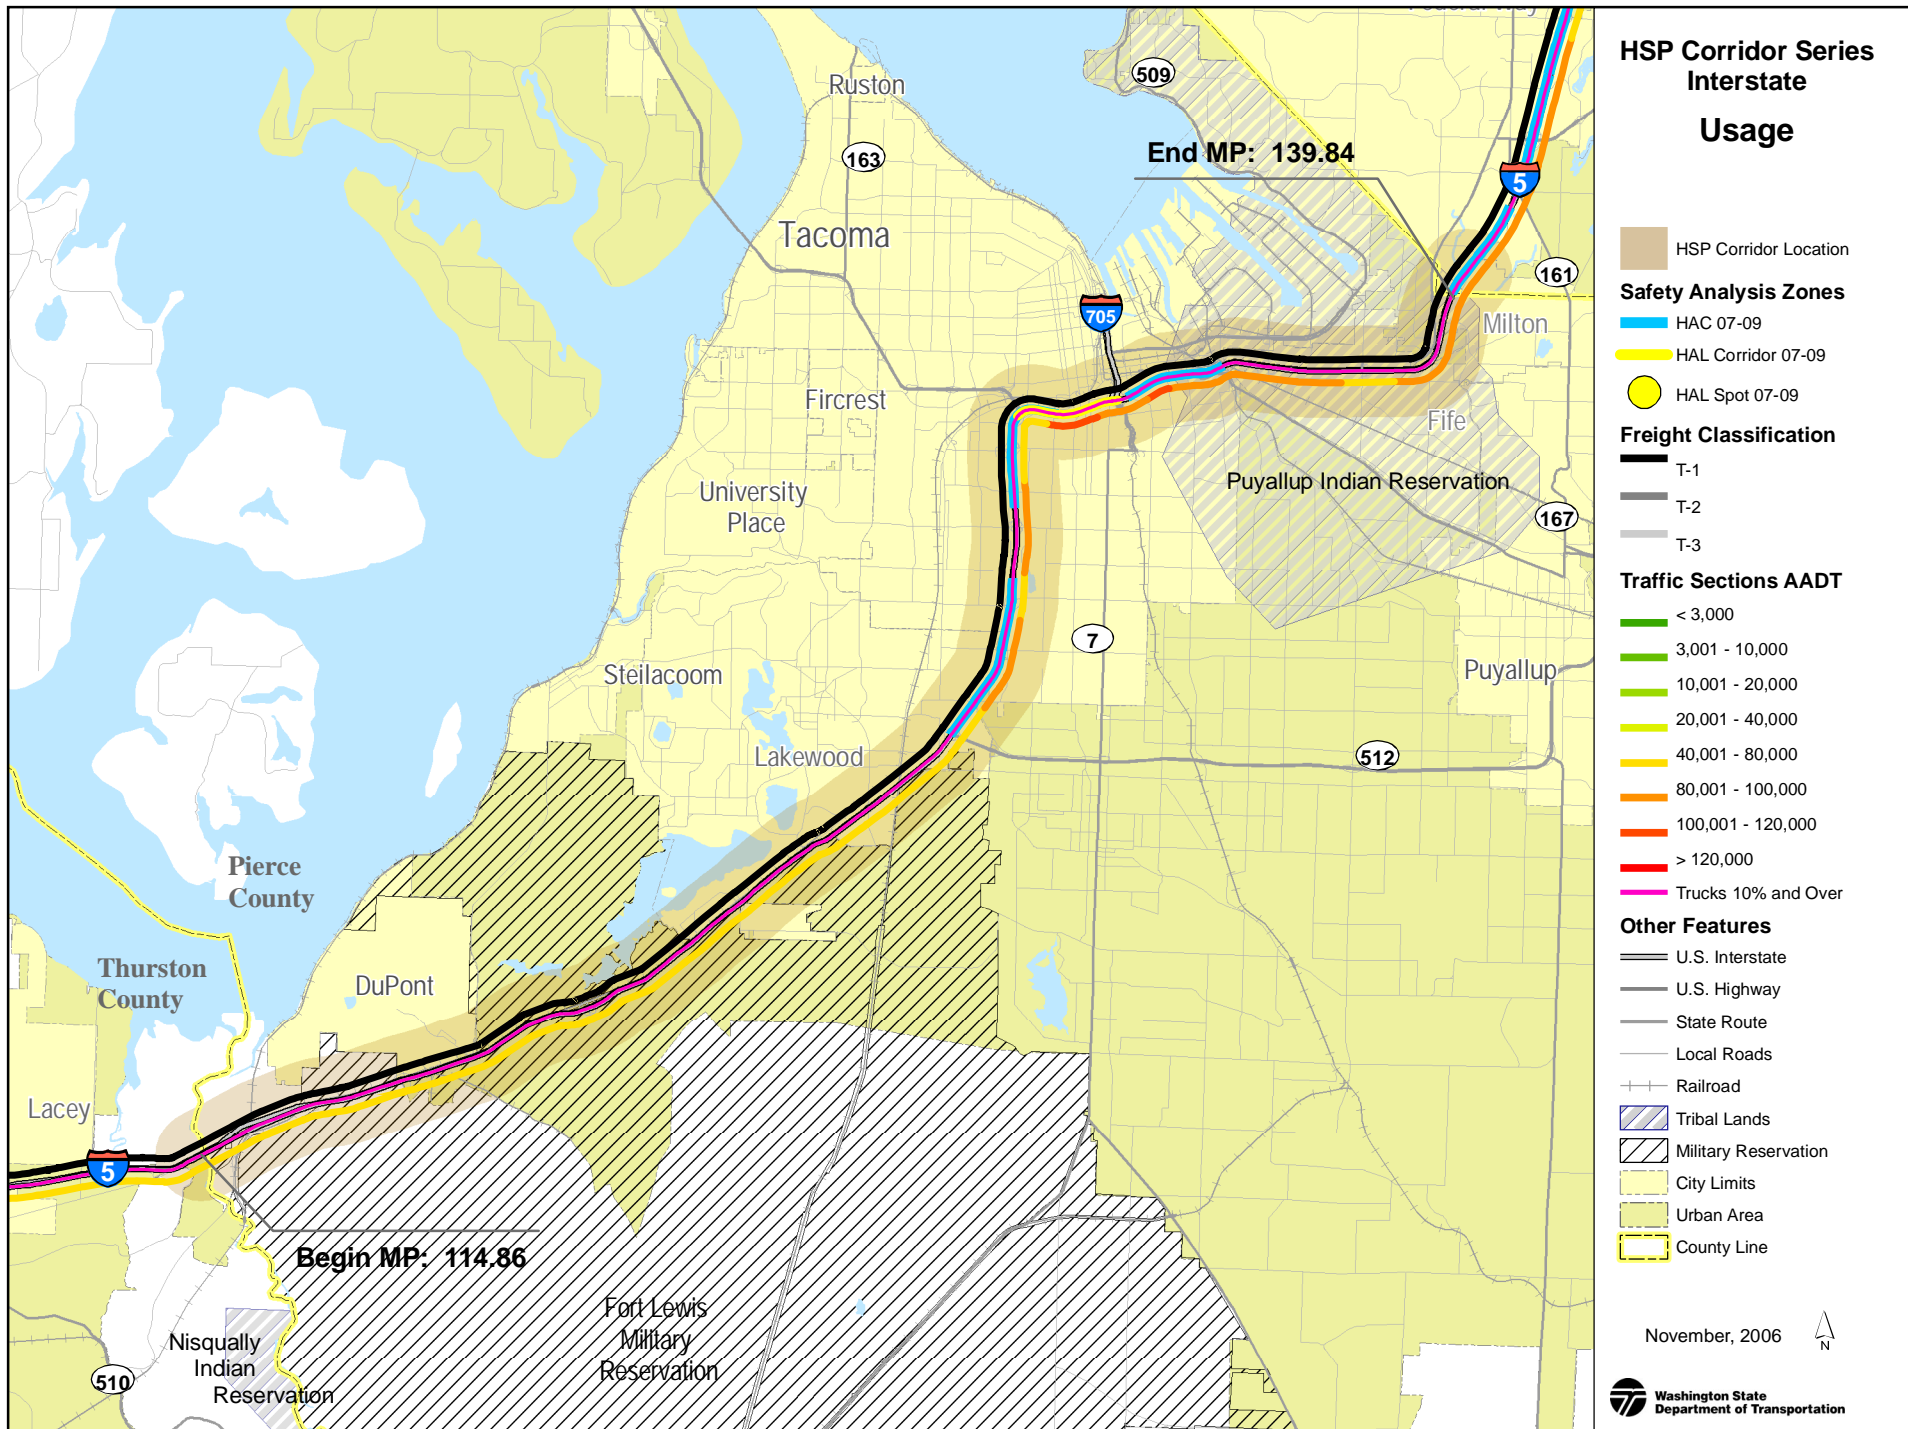 Federal Way
Ruston
509
163
End MP: 139.84
5
Tacoma
161
705
Milton
Fircrest
Fife
University
Place
Puyallup Indian Reservation
167
7
Steilacoom
Puyallup
Lakewood
512
Pierce
County
Thurston
County
DuPont
Lacey
5
Begin MP: 114.86
Fort Lewis
Military
Reservation
Nisqually
Indian
Reservation
510
HSP Corridor Series
Interstate
Usage
HSP Corridor Location
Safety Analysis Zones
HAC 07-09
HAL Corridor 07-09
HAL Spot 07-09
Freight Classification
T-1
T-2
T-3
Traffic Sections AADT
< 3,000
3,001 - 10,000
10,001 - 20,000
20,001 - 40,000
40,001 - 80,000
80,001 - 100,000
100,001 - 120,000
> 120,000
Trucks 10% and Over
Other Features
U.S. Interstate
U.S. Highway
State Route
Local Roads
Railroad
Tribal Lands
Military Reservation
City Limits
Urban Area
County Line
November, 2006
N
Washington State
Department of Transportation